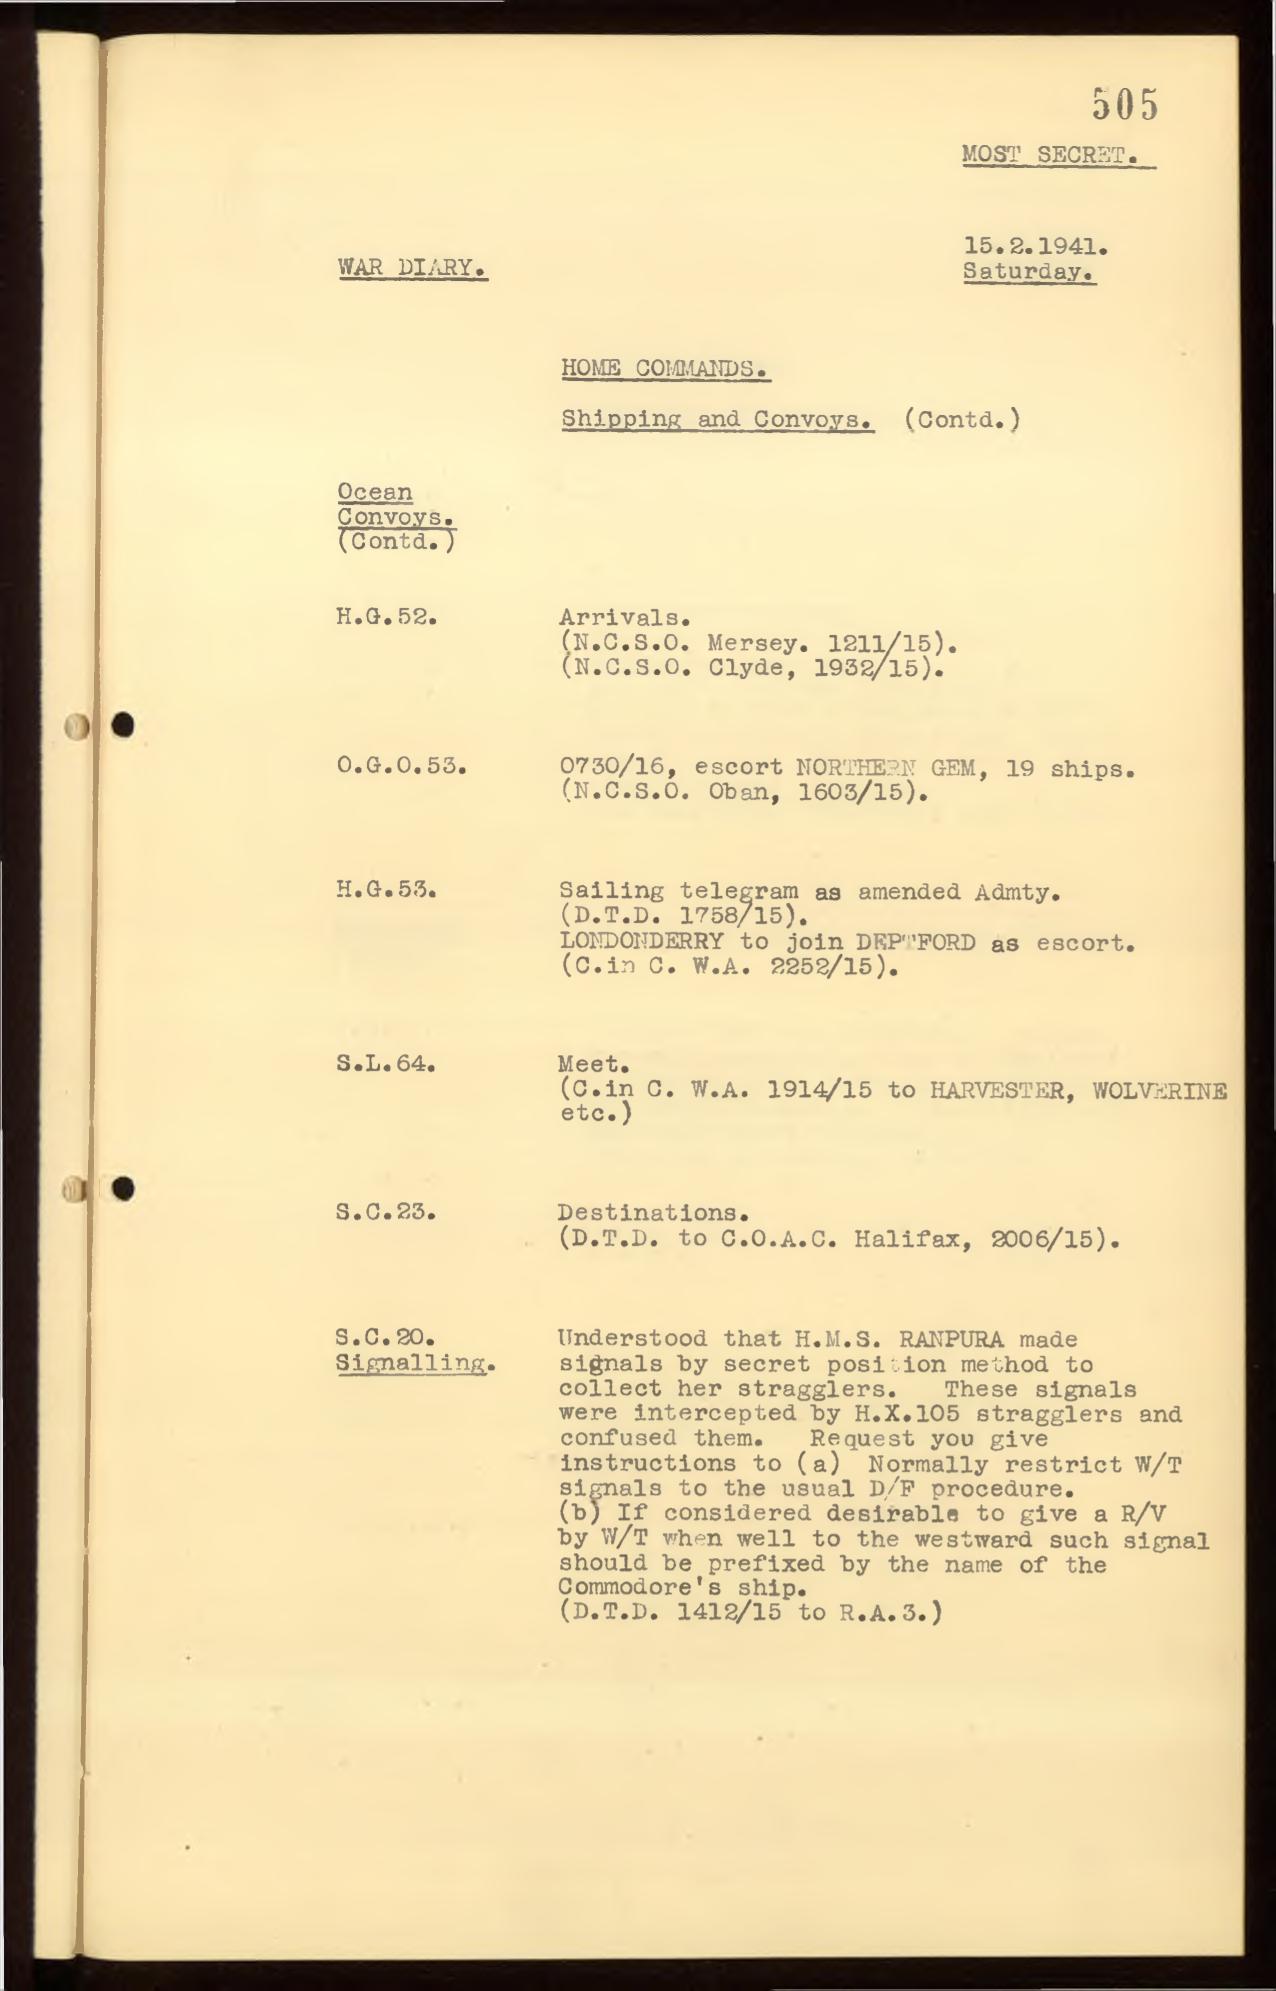 505
MOST SECRET.
15.2.1941.
WAR DIARY.
Saturday.
HOME COMMANDS.
Shipping and Convoys. (Contd.)
Ocean
Convoys.
(Contd.)
H.G.52. Arrivals.
(N.C.S.O. Mersey. 1211/15).
(N.C.S.O. Clyde, 1932/15).
O.G.O.53. 0730/16, escort NORTHERN GEM, 19 ships.
(N.C.S.O. Oban, 1603/15).
H.G.53. Sailing telegram as amended Admty.
(D.T.D. 1758/15).
LONDONDERRY to join DEPTFORD as escort.
(C.in C. W.A. 2252/15).
S.L.64. Meet.
(C.in C. W.A. 1914/15 to HARVESTER, WOLVERINE
etc.)
S.C.23. Destinations.
(D.T.D. to C.O.A.C. Halifax, 2006/15).
S.C.20. Understood that H.M.S. RANPURA made
Signalling. signals by secret position method to
collect her stragglers. These signals
were intercepted by H.X.105 stragglers and
confused them. Request you give
instructions to (a) Normally restrict W/T
signals to the usual D/F procedure.
(b) If considered desirable to give a R/V
by W/T when well to the westward such signal
should be prefixed by the name of the
Commodore's ship.
(D.T.D. 1412/15 to R.A.3.)